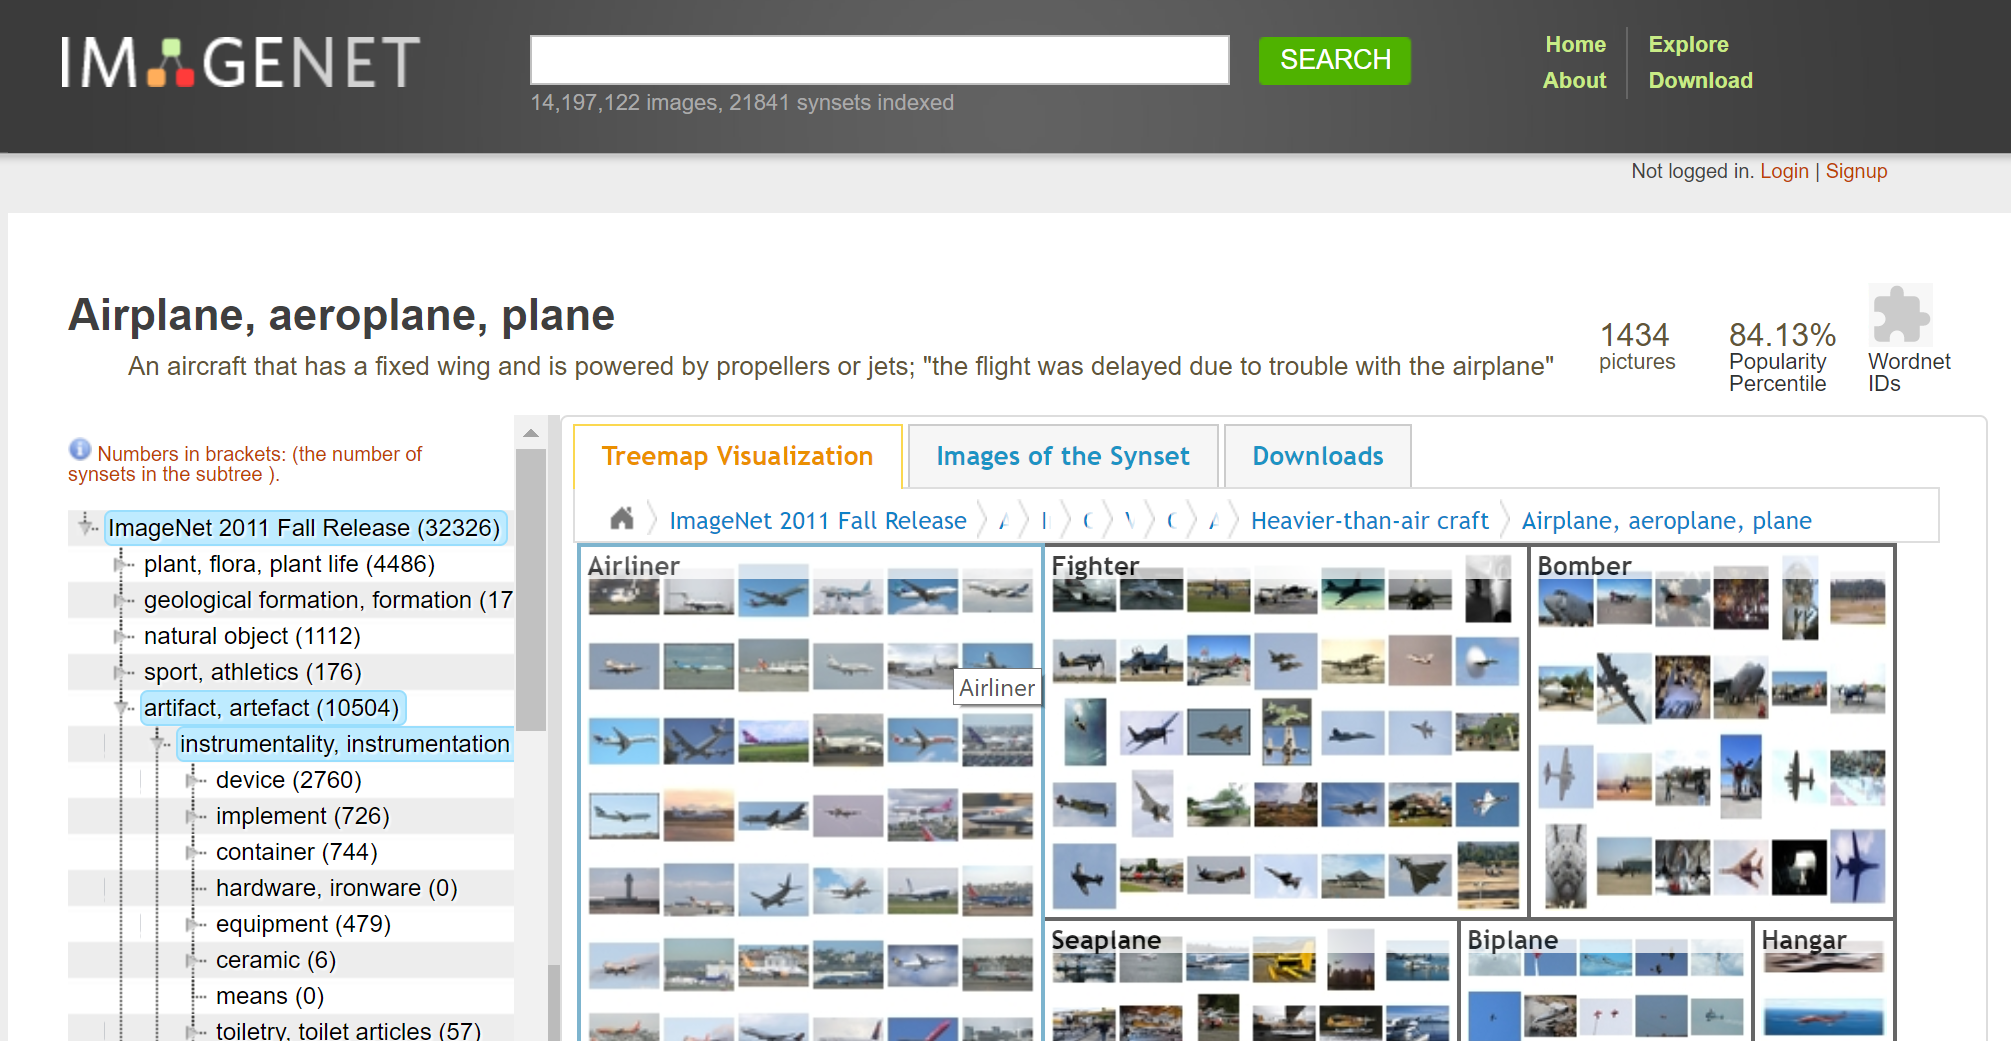 IMAGENET
SEARCH
14,197,122 images, 21841 synsets indexed
Home
Explore
About
Download
Not logged in. Login | Signup
Airplane, aeroplane, plane
An aircraft that has a fixed wing and is powered by propellers or jets; "the flight was delayed due to trouble with the airplane"
1434
pictures
84.13%
Popularity
Percentile
Wordnet
IDs
Numbers in brackets: (the number of
synsets in the subtree ).
ImageNet 2011 Fall Release (32326)
plant, flora, plant life (4486)
geological formation, formation (17
natural object (1112)
sport, athletics (176)
artifact, artefact (10504)
instrumentality, instrumentation
device (2760)
implement (726)
container (744)
hardware, ironware (0)
equipment (479)
ceramic (6)
means (0)
toiletry, toilet articles (57)
Treemap Visualization
Images of the Synset
Downloads
ImageNet 2011 Fall Release
Heavier-than-air craft
Airplane, aeroplane, plane
Airliner
Fighter
Bomber
Airliner
Seaplane
Biplane
Hangar